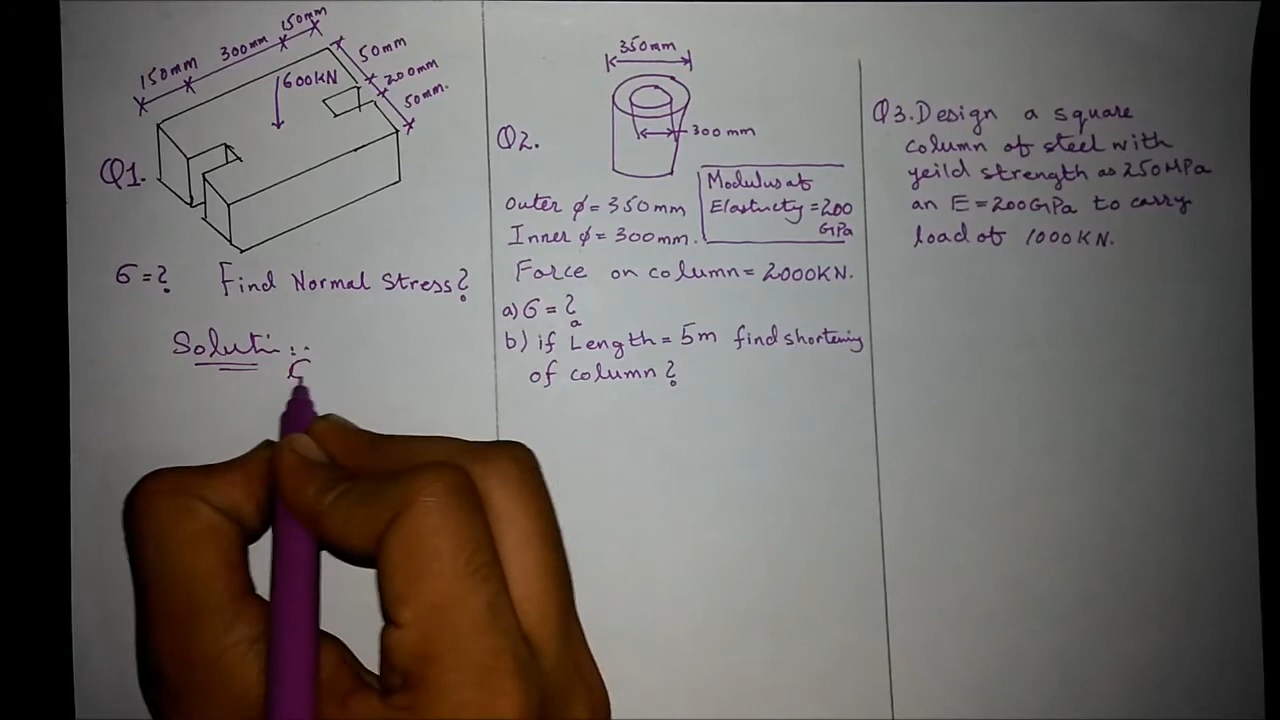 150mm
300mm
150mm
50mm
200mm
50mm.
600KN
Q1.
σ=? Find Normal Stress?
Soluti :
350mm
300 mm
Q2.
Outer φ = 350mm
Inner φ = 300mm.
Modulus of
Elasticity = 200
GPa
Force on column = 2000KN.
a) σ = ?
a
b) if Length = 5m find shortening
of column?
Q3. Design a square
column of steel with
yeild strength as 250MPa
an E = 200GPa to carry
load of 1000KN.